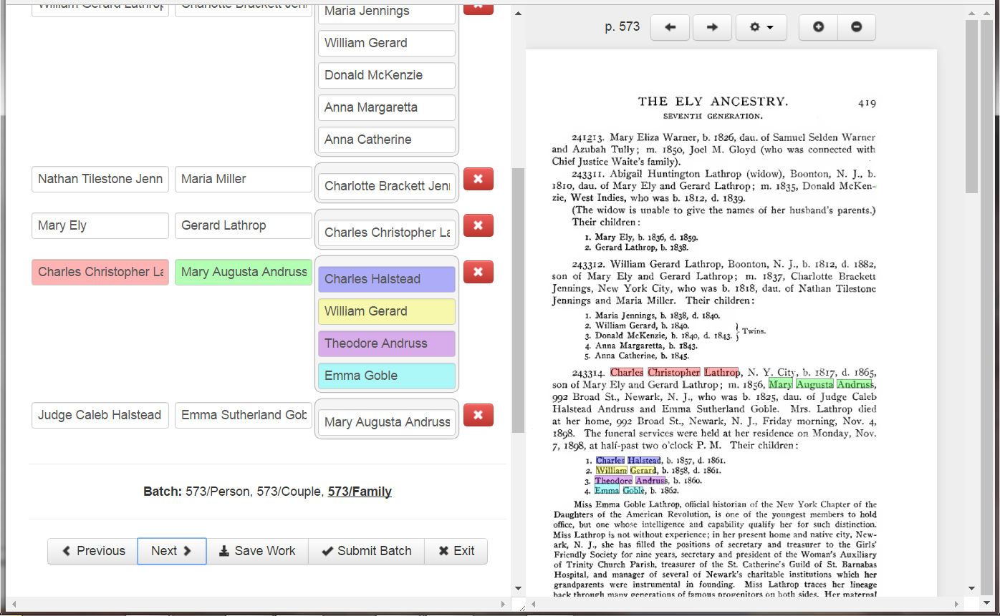 William Gerard Lathrop Charlotte Brackett Jenn
Maria Jennings
William Gerard
Donald McKenzie
Anna Margaretta
Anna Catherine
Nathan Tilestone Jenn Maria Miller Charlotte Brackett Jenn
Mary Ely Gerard Lathrop Charles Christopher La
Charles Christopher La Mary Augusta Andruss Charles Halstead
William Gerard
Theodore Andruss
Emma Goble
Judge Caleb Halstead Emma Sutherland Gob Mary Augusta Andruss
Batch: 573/Person, 573/Couple, 573/Family
Previous Next Save Work Submit Batch Exit
p. 573
THE ELY ANCESTRY. 419
SEVENTH GENERATION.
241213. Mary Eliza Warner, b. 1826, dau. of Samuel Selden Warner
and Azubah Tully; m. 1850, Joel M. Gloyd (who was connected with
Chief Justice Waite's family).
243311. Abigail Huntington Lathrop (widow), Boonton, N. J., b.
1810, dau. of Mary Ely and Gerard Lathrop; m. 1835, Donald McKen-
zie, West Indies, who was b. 1812, d. 1839.
(The widow is unable to give the names of her husband's parents.)
Their children:
1. Mary Ely, b. 1836, d. 1859.
2. Gerard Lathrop, b. 1838.
243312. William Gerard Lathrop, Boonton, N. J., b. 1812, d. 1882,
son of Mary Ely and Gerard Lathrop; m. 1837, Charlotte Brackett
Jennings, New York City, who was b. 1818, dau. of Nathan Tilestone
Jennings and Maria Miller. Their children:
1. Maria Jennings, b. 1838, d. 1840.
2. William Gerard, b. 1840.
3. Donald McKenzie, b. 1840, d. 1843. } Twins.
4. Anna Margaretta, b. 1843.
5. Anna Catherine, b. 1845.
243314. Charles Christopher Lathrop, N. Y. City, b. 1817, d. 1865,
son of Mary Ely and Gerard Lathrop; m. 1856, Mary Augusta Andruss,
992 Broad St., Newark, N. J., who was b. 1825, dau. of Judge Caleb
Halstead Andruss and Emma Sutherland Goble. Mrs. Lathrop died
at her home, 992 Broad St., Newark, N. J., Friday morning, Nov. 4,
1898. The funeral services were held at her residence on Monday, Nov.
7, 1898, at half-past two o'clock P. M. Their children:
1. Charles Halstead, b. 1857, d. 1861.
2. William Gerard, b. 1858, d. 1861.
3. Theodore Andruss, b. 1860.
4. Emma Goble, b. 1862.
Miss Emma Goble Lathrop, official historian of the New York Chapter of the
Daughters of the American Revolution, is one of the youngest members to hold
office, but one whose intelligence and capability qualify her for such distinction.
Miss Lathrop is not without experience; in her present home and native city, New-
ark, N. J., she has filled the positions of secretary and treasurer to the Girls'
Friendly Society for nine years, secretary and president of the Woman's Auxiliary
of Trinity Church Parish, treasurer of the St. Catherine's Guild of St. Barnabas
Hospital, and manager of several of Newark's charitable institutions which her
grandparents were instrumental in founding. Miss Lathrop traces her lineage
back through many generations of famous progenitors on both sides. Her maternal